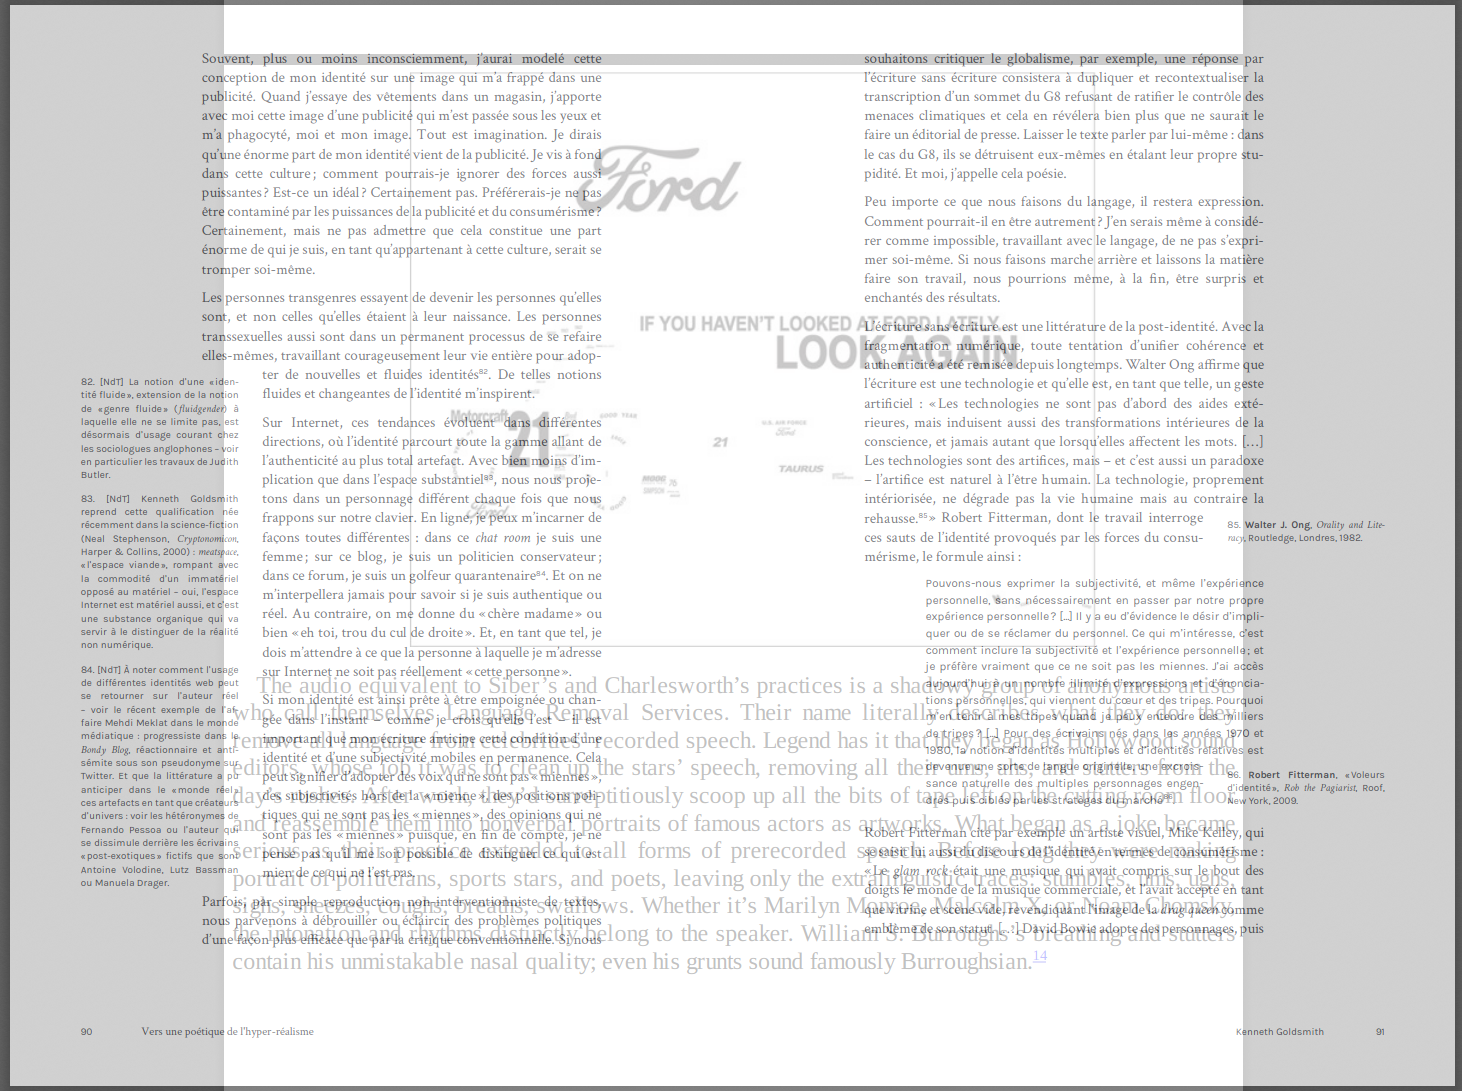 Souvent, plus ou moins inconsciemment, j’aurai modelé cette
conception de mon identité sur une image qui m’a frappé dans une
publicité. Quand j’essaye des vêtements dans un magasin, j’apporte
avec moi cette image d’une publicité qui m’est passée sous les yeux et
m’a phagocyté, moi et mon image. Tout est imagination. Je dirais
qu’une énorme part de mon identité vient de la publicité. Je vis à fond
dans cette culture ; comment pourrais-je ignorer des forces aussi
puissantes ? Est-ce un idéal ? Certainement pas. Préférerais-je ne pas
être contaminé par les puissances de la publicité et du consumérisme ?
Certainement, mais ne pas admettre que cela constitue une part
énorme de qui je suis, en tant qu’appartenant à cette culture, serait se
tromper soi-même.
Les personnes transgenres essayent de devenir les personnes qu’elles
sont, et non celles qu’elles étaient à leur naissance. Les personnes
transsexuelles aussi sont dans un permanent processus de se refaire
elles-mêmes, travaillant courageusement leur vie entière pour adop-
ter de nouvelles et fluides identités82. De telles notions
fluides et changeantes de l’identité m’inspirent.
Sur Internet, ces tendances évoluent dans différentes
directions, où l’identité parcourt toute la gamme allant de
l’authenticité au plus total artefact. Avec bien moins d’im-
plication que dans l’espace substantiel83, nous nous proje-
tons dans un personnage différent chaque fois que nous
frappons sur notre clavier. En ligne, je peux m’incarner de
façons toutes différentes : dans ce chat room je suis une
femme ; sur ce blog, je suis un politicien conservateur ;
dans ce forum, je suis un golfeur quarantenaire84. Et on ne
m’interpellera jamais pour savoir si je suis authentique ou
réel. Au contraire, on me donne du « chère madame » ou
bien « eh toi, trou du cul de droite ». Et, en tant que tel, je
dois m’attendre à ce que la personne à laquelle je m’adresse
sur Internet ne soit pas réellement « cette personne ».
Si mon identité est ainsi prête à être empoignée ou chan-
gée dans l’instant – comme je crois qu’elle l’est – il est
important que mon écriture anticipe cette condition d’une
identité et d’une subjectivité mobiles en permanence. Cela
peut signifier d’adopter des voix qui ne sont pas « miennes »,
des subjectivités hors de la « mienne », des positions poli-
tiques qui ne sont pas les « miennes », des opinions qui ne
sont pas les « miennes » puisque, en fin de compte, je ne
pense pas qu’il me soit possible de distinguer ce qui est
mien de ce qui ne l’est pas.
Parfois, par simple reproduction non-interventionniste de textes,
nous parvenons à débrouiller ou éclaircir des problèmes politiques
d’une façon plus efficace que par la critique conventionnelle. Si nous
82. [NdT] La notion d’une « iden-
tité fluide », extension de la notion
de « genre fluide » (fluidgender) à
laquelle elle ne se limite pas, est
désormais d’usage courant chez
les sociologues anglophones – voir
en particulier les travaux de Judith
Butler.
83. [NdT] Kenneth Goldsmith
reprend cette qualification née
récemment dans la science-fiction
(Neal Stephenson, Cryptonomicon,
Harper & Collins, 2000) : meatspace,
« l’espace viande », rompant avec
la commodité d’un immatériel
opposé au matériel – oui, l’espace
Internet est matériel aussi, et c’est
une substance organique qui va
servir à le distinguer de la réalité
non numérique.
84. [NdT] À noter comment l’usage
de différentes identités web peut
se retourner sur l’auteur réel
– voir le récent exemple de l’af-
faire Mehdi Meklat dans le monde
médiatique : progressiste dans le
Bondy Blog, réactionnaire et anti-
sémite sous son pseudonyme sur
Twitter. Et que la littérature a pu
anticiper dans le « monde réel »
ces artefacts en tant que créateurs
d’univers : voir les hétéronymes de
Fernando Pessoa ou l’auteur qui
se dissimule derrière les écrivains
« post-exotiques » fictifs que sont
Antoine Volodine, Lutz Bassman
ou Manuela Drager.
90 Vers une poétique de l’hyper-réalisme
Ford
IF YOU HAVEN’T LOOKED AT FORD LATELY
LOOK AGAIN
Motorcraft
21
GOOD YEAR
U.S. AIR FORCE
Ford
21
TAURUS
MOOG
76
Ford
souhaitons critiquer le globalisme, par exemple, une réponse par
l’écriture sans écriture consistera à dupliquer et recontextualiser la
transcription d’un sommet du G8 refusant de ratifier le contrôle des
menaces climatiques et cela en révélera bien plus que ne saurait le
faire un éditorial de presse. Laisser le texte parler par lui-même : dans
le cas du G8, ils se détruisent eux-mêmes en étalant leur propre stu-
pidité. Et moi, j’appelle cela poésie.
Peu importe ce que nous faisons du langage, il restera expression.
Comment pourrait-il en être autrement ? J’en serais même à considé-
rer comme impossible, travaillant avec le langage, de ne pas s’expri-
mer soi-même. Si nous faisons marche arrière et laissons la matière
faire son travail, nous pourrions même, à la fin, être surpris et
enchantés des résultats.
L’écriture sans écriture est une littérature de la post-identité. Avec la
fragmentation numérique, toute tentation d’unifier cohérence et
authenticité a été remisée depuis longtemps. Walter Ong affirme que
l’écriture est une technologie et qu’elle est, en tant que telle, un geste
artificiel : « Les technologies ne sont pas d’abord des aides exté-
rieures, mais induisent aussi des transformations intérieures de la
conscience, et jamais autant que lorsqu’elles affectent les mots. [...]
Les technologies sont des artifices, mais – et c’est aussi un paradoxe
– l’artifice est naturel à l’être humain. La technologie, proprement
intériorisée, ne dégrade pas la vie humaine mais au contraire la
rehausse.85 » Robert Fitterman, dont le travail interroge
ces sauts de l’identité provoqués par les forces du consu-
mérisme, le formule ainsi :
Pouvons-nous exprimer la subjectivité, et même l’expérience
personnelle, sans nécessairement en passer par notre propre
expérience personnelle ? [...] Il y a eu d’évidence le désir d’impli-
quer ou de se réclamer du personnel. Ce qui m’intéresse, c’est
comment inclure la subjectivité et l’expérience personnelle ; et
je préfère vraiment que ce ne soit pas les miennes. J’ai accès
aujourd’hui à un nombre illimité d’expressions et d’énoncia-
tions personnelles, qui viennent du cœur et des tripes. Pourquoi
m’en tenir à mes tripes quand je peux entendre des milliers
de tripes ? [...] Pour des écrivains nés dans les années 1970 et
1980, la notion d’identités multiples et d’identités relatives est
devenue une sorte de langue originelle, une excrois-
sance naturelle des multiples personnages engen-
drés puis ciblés par les stratèges du marché86.
Robert Fitterman cite par exemple un artiste visuel, Mike Kelley, qui
se saisit lui aussi du discours de l’identité en termes de consumérisme :
« Le glam rock était une musique qui avait compris sur le bout des
doigts le monde de la musique commerciale, et l’avait accepté en tant
que vitrine et scène vide, revendiquant l’image de la drag queen comme
emblème de son statut. [...] David Bowie adopte des personnages, puis
85. Walter J. Ong, Orality and Lite-
racy, Routledge, Londres, 1982.
86. Robert Fitterman, « Voleurs
d’identité », Rob the Pagiarist, Roof,
New York, 2009.
Kenneth Goldsmith 91
The audio equivalent to Siber’s and Charlesworth’s practices is a shadowy group of anonymous artists
who call themselves Language Removal Services. Their name literally describes what they do: they
remove all language from celebrities’ recorded speech. Legend has it that they began as Hollywood sound
editors, whose job it was to clean up the stars’ speech, removing all their ums, ahs, and stutters from the
day’s rushes. After work, they’d surreptitiously scoop up all the bits of tape left on the cutting room floor
and reassemble them into nonverbal portraits of famous actors as artworks. What began as a joke became
serious as their practice extended to all forms of prerecorded speech. Before long they were making
portrait of politicians, sports stars, and poets, leaving only the extralinguistic traces: stumbles, ums, ughs,
sighs, sneezes, coughs, breaths, swallows. Whether it’s Marilyn Monroe, Malcolm X, or Noam Chomsky,
the intonation and rhythms distinctly belong to the speaker. William S. Burroughs’s breathing and stutters
contain his unmistakable nasal quality; even his grunts sound famously Burroughsian.14